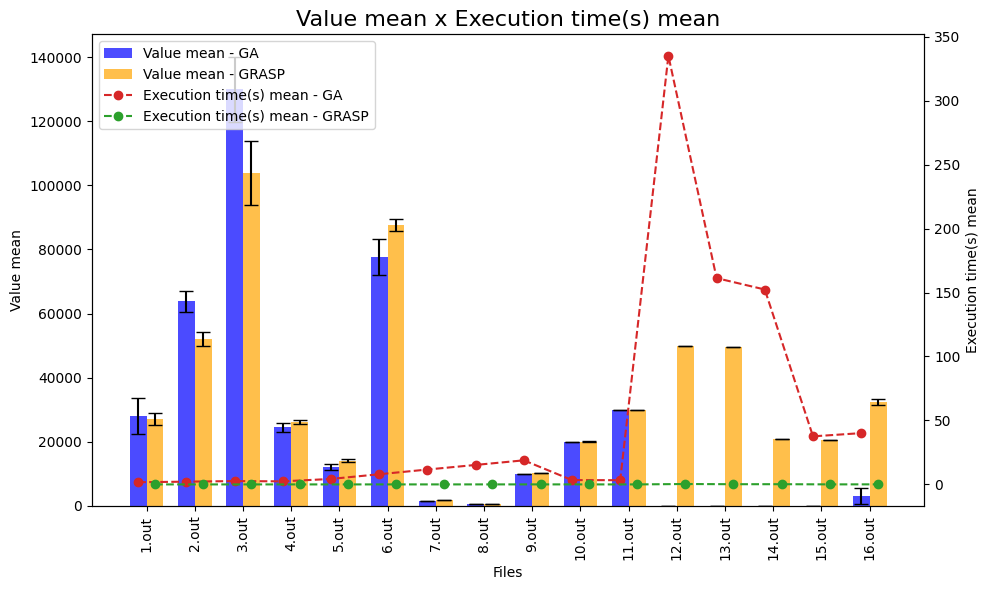 Value mean x Execution time(s) mean
Value mean - GA
Value mean - GRASP
Execution time(s) mean - GA
Execution time(s) mean - GRASP
Value mean
140000
120000
100000
80000
60000
40000
20000
0
350
300
250
200
150
100
50
0
Execution time(s) mean
1.out
2.out
3.out
4.out
5.out
6.out
7.out
8.out
9.out
10.out
11.out
12.out
13.out
14.out
15.out
16.out
Files